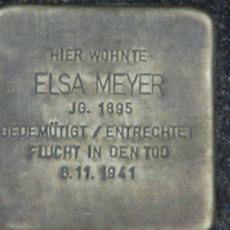 HIER WOHNTE
ELSA MEYER
JG. 1895
GEDEMÜTIGT / ENTRECHTET
FLUCHT IN DEN TOD
8.11. 1941